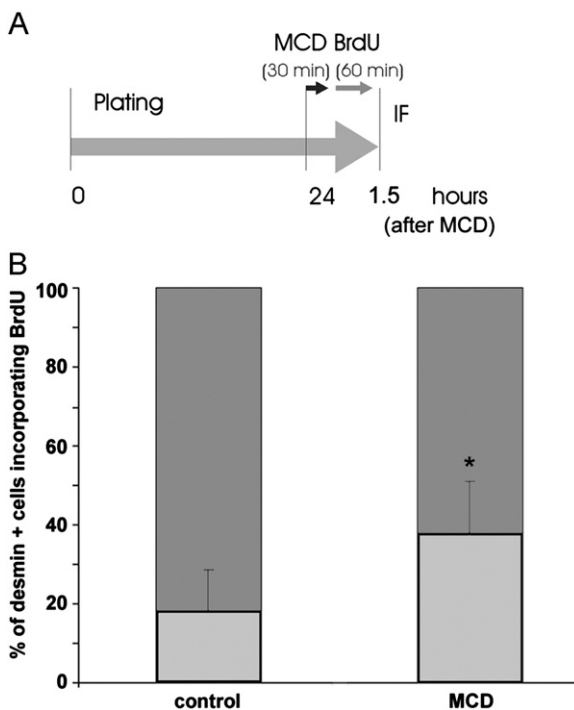 A
MCD BrdU
(30 min) (60 min)
Plating
IF
0 24 1.5 hours
(after MCD)
B
% of desmin + cells incorporating BrdU
100
80
60
40
20
0
*
control MCD